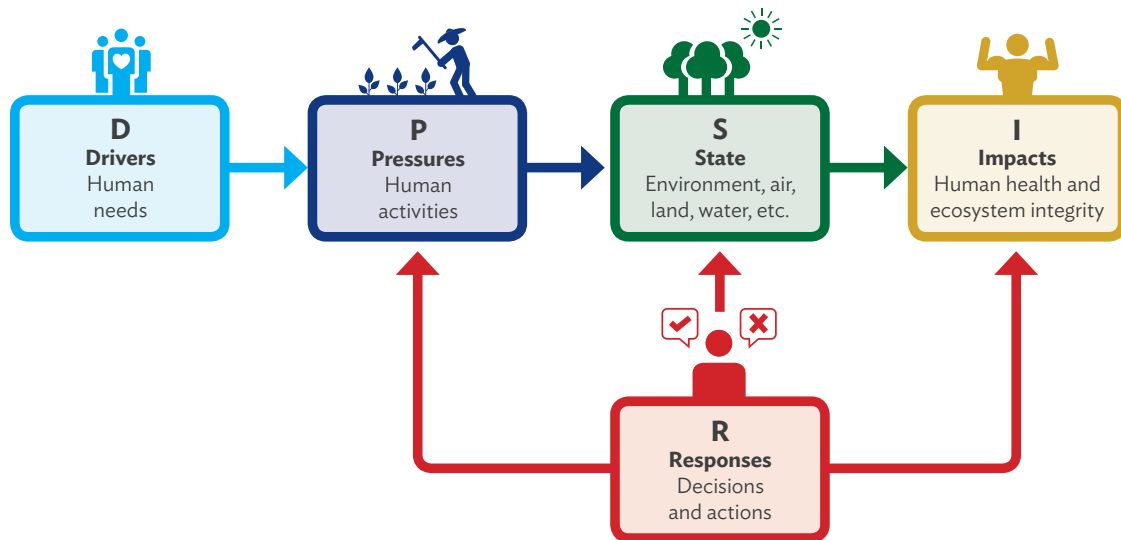 D
Drivers
Human
needs
P
Pressures
Human
activities
S
State
Environment, air,
land, water, etc.
I
Impacts
Human health and
ecosystem integrity
R
Responses
Decisions
and actions